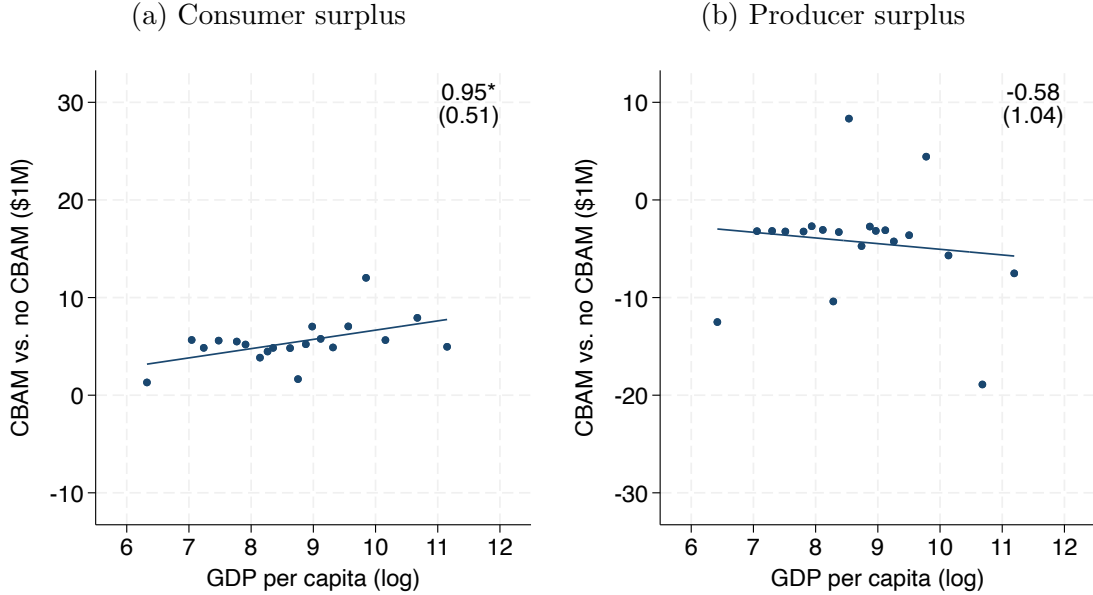 (a) Consumer surplus
CBAM vs. no CBAM ($1M)
30
20
10
0
-10
0.95*
(0.51)
6 7 8 9 10 11 12
GDP per capita (log)
(b) Producer surplus
CBAM vs. no CBAM ($1M)
10
0
-10
-20
-30
-0.58
(1.04)
6 7 8 9 10 11 12
GDP per capita (log)